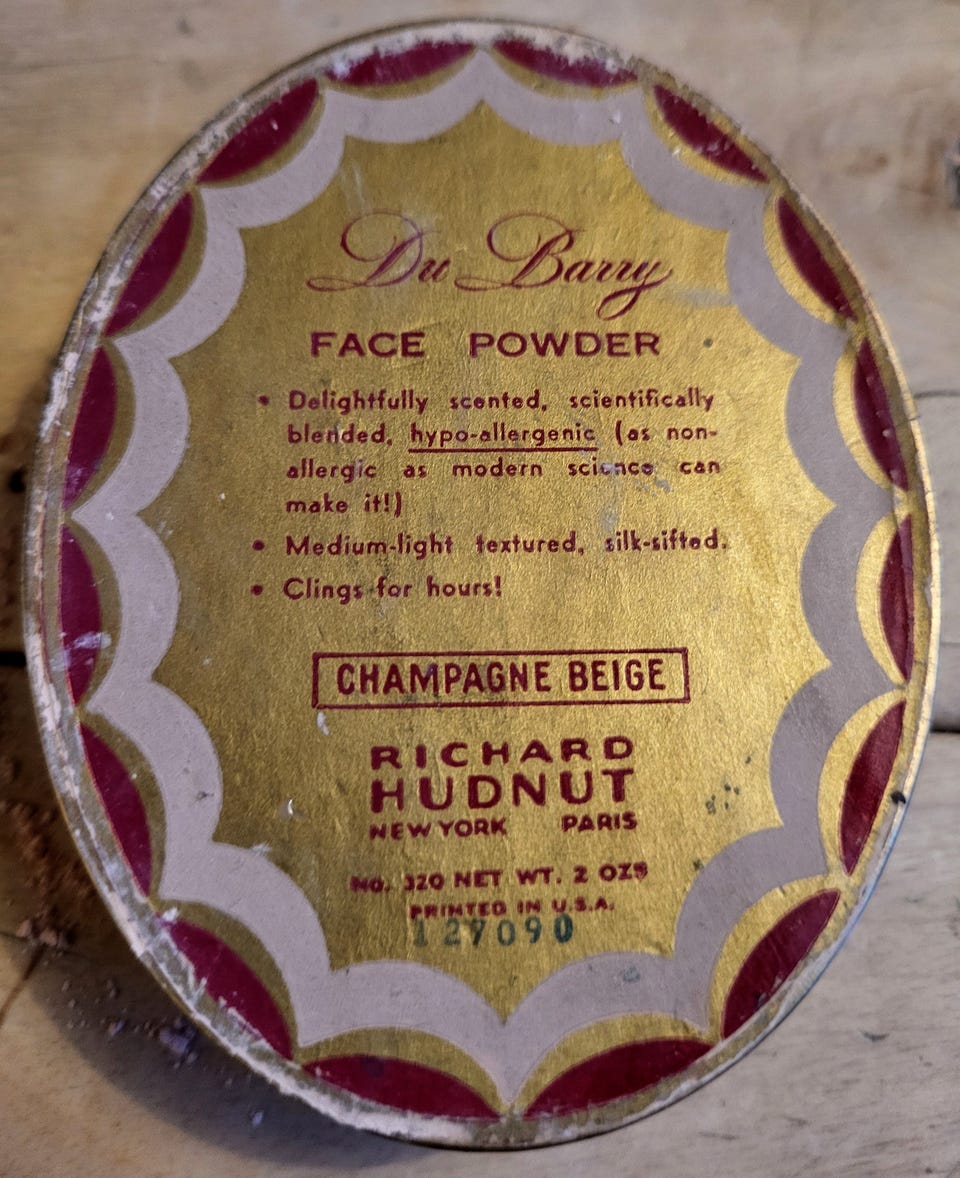 Du Barry
FACE POWDER
• Delightfully scented, scientifically
blended, hypo-allergenic (as non-
allergic as modern science can
make it!)
• Medium-light textured, silk-sifted.
• Clings for hours!
CHAMPAGNE BEIGE
RICHARD
HUDNUT
NEW YORK PARIS
NO. 320 NET WT. 2 OZS
PRINTED IN U.S.A.
127090